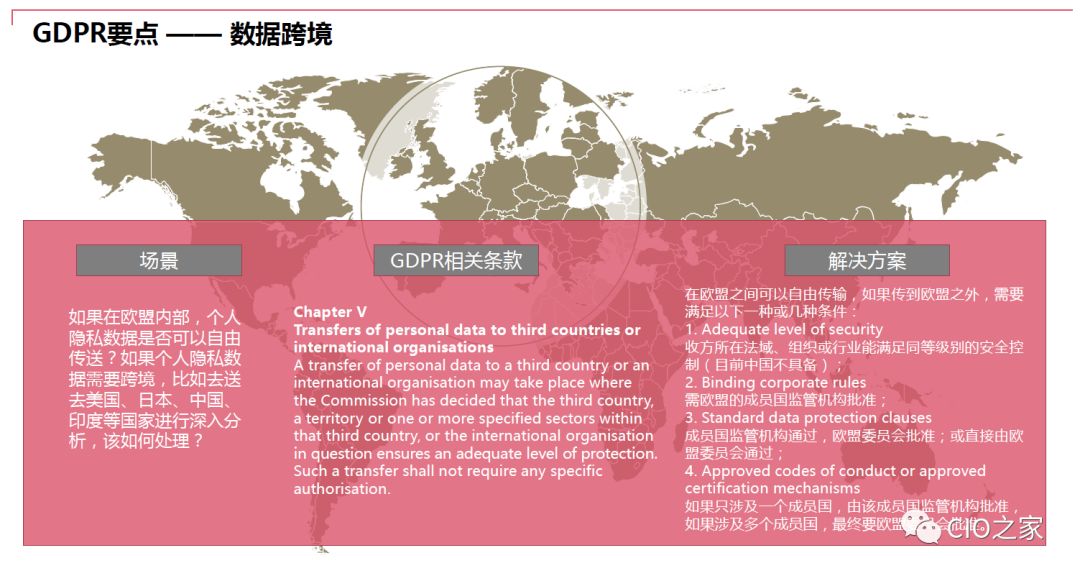 GDPR要点 —— 数据跨境
场景
如果在欧盟内部，个人
隐私数据是否可以自由
传送？如果个人隐私数
据需要跨境，比如去送
去美国、日本、中国、
印度等国家进行深入分
析，该如何处理？
GDPR相关条款
Chapter V
Transfers of personal data to third countries or
international organisations
A transfer of personal data to a third country or an
international organisation may take place where
the Commission has decided that the third country,
a territory or one or more specified sectors within
that third country, or the international organisation
in question ensures an adequate level of protection.
Such a transfer shall not require any specific
authorisation.
解决方案
在欧盟之间可以自由传输，如果传到欧盟之外，需要
满足以下一种或几种条件：
1. Adequate level of security
收方所在法域、组织或行业能满足同等级别的安全控
制（目前中国不具备）；
2. Binding corporate rules
需欧盟的成员国监管机构批准；
3. Standard data protection clauses
成员国监管机构通过，欧盟委员会批准；或直接由欧
盟委员会通过；
4. Approved codes of conduct or approved
certification mechanisms
如果只涉及一个成员国，由该成员国监管机构批准，
如果涉及多个成员国，最终要欧盟会批准。
CIO之家